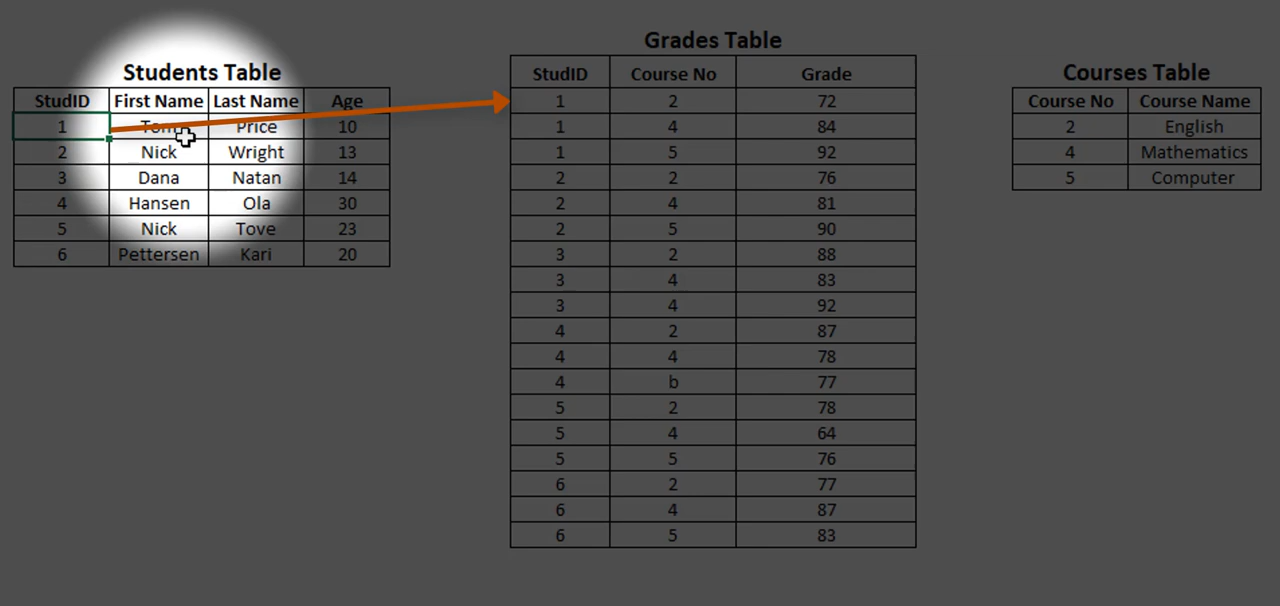 Students Table
StudID First Name Last Name Age
1 Tom Price 10
2 Nick Wright 13
3 Dana Natan 14
4 Hansen Ola 30
5 Nick Tove 23
6 Pettersen Kari 20
Grades Table
StudID Course No Grade
1 2 72
1 4 84
1 5 92
2 2 76
2 4 81
2 5 90
3 2 88
3 4 83
3 4 92
4 2 87
4 4 78
4 b 77
5 2 78
5 4 64
5 5 76
6 2 77
6 4 87
6 5 83
Courses Table
Course No Course Name
2 English
4 Mathematics
5 Computer